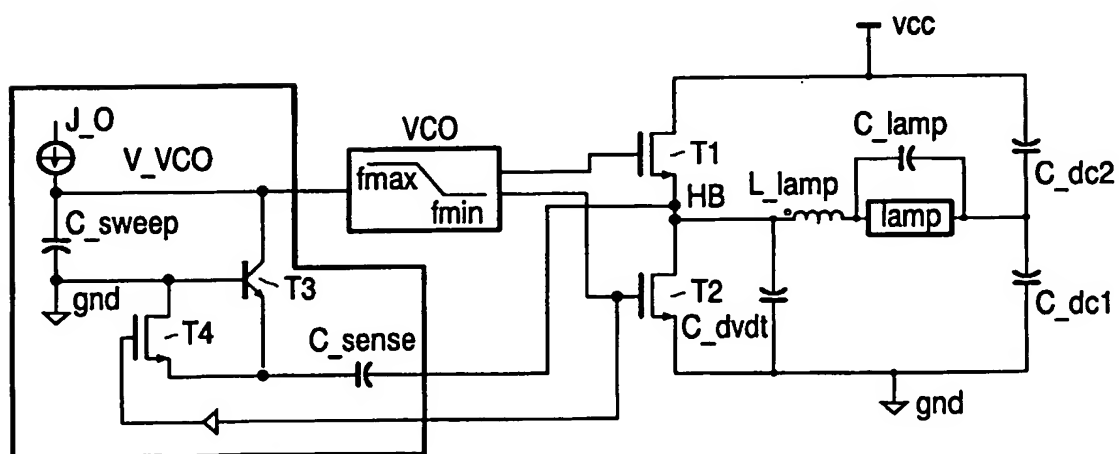 vcc
J_O
VCO
C_lamp
V_VCO
T1
fmax
fmin
HB
L_lamp
C_dc2
C_sweep
lamp
T3
T2
gnd
T4
C_dvdt
C_dc1
C_sense
gnd